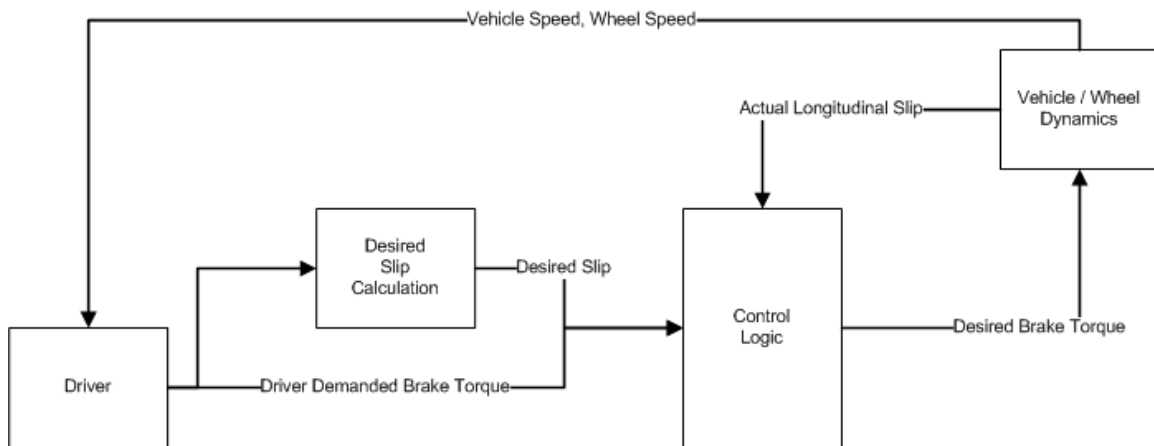 Vehicle Speed, Wheel Speed
Actual Longitudinal Slip
Vehicle / Wheel
Dynamics
Desired
Slip
Calculation
Desired Slip
Control
Logic
Desired Brake Torque
Driver
Driver Demanded Brake Torque